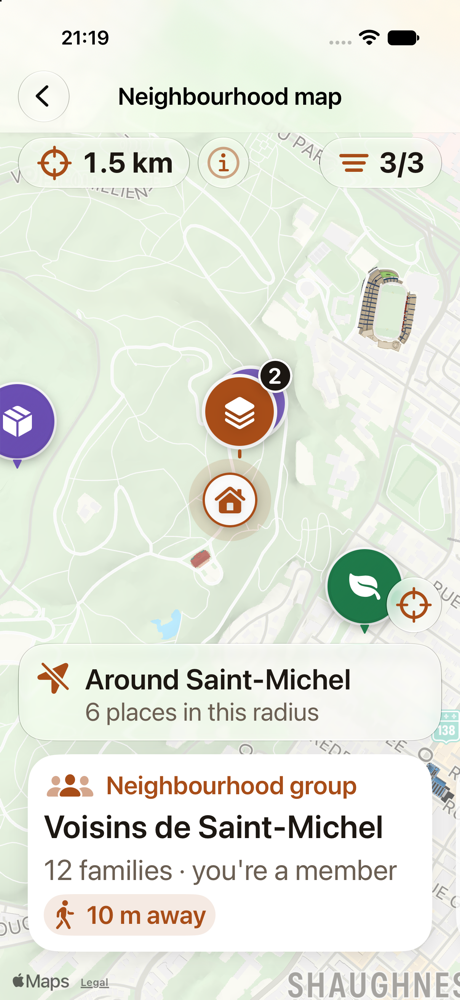 21:19
Neighbourhood map
1.5 km
3/3
2
138
Around Saint-Michel
6 places in this radius
Neighbourhood group
Voisins de Saint-Michel
12 families · you're a member
10 m away
Maps
Legal
SHAUGHNES